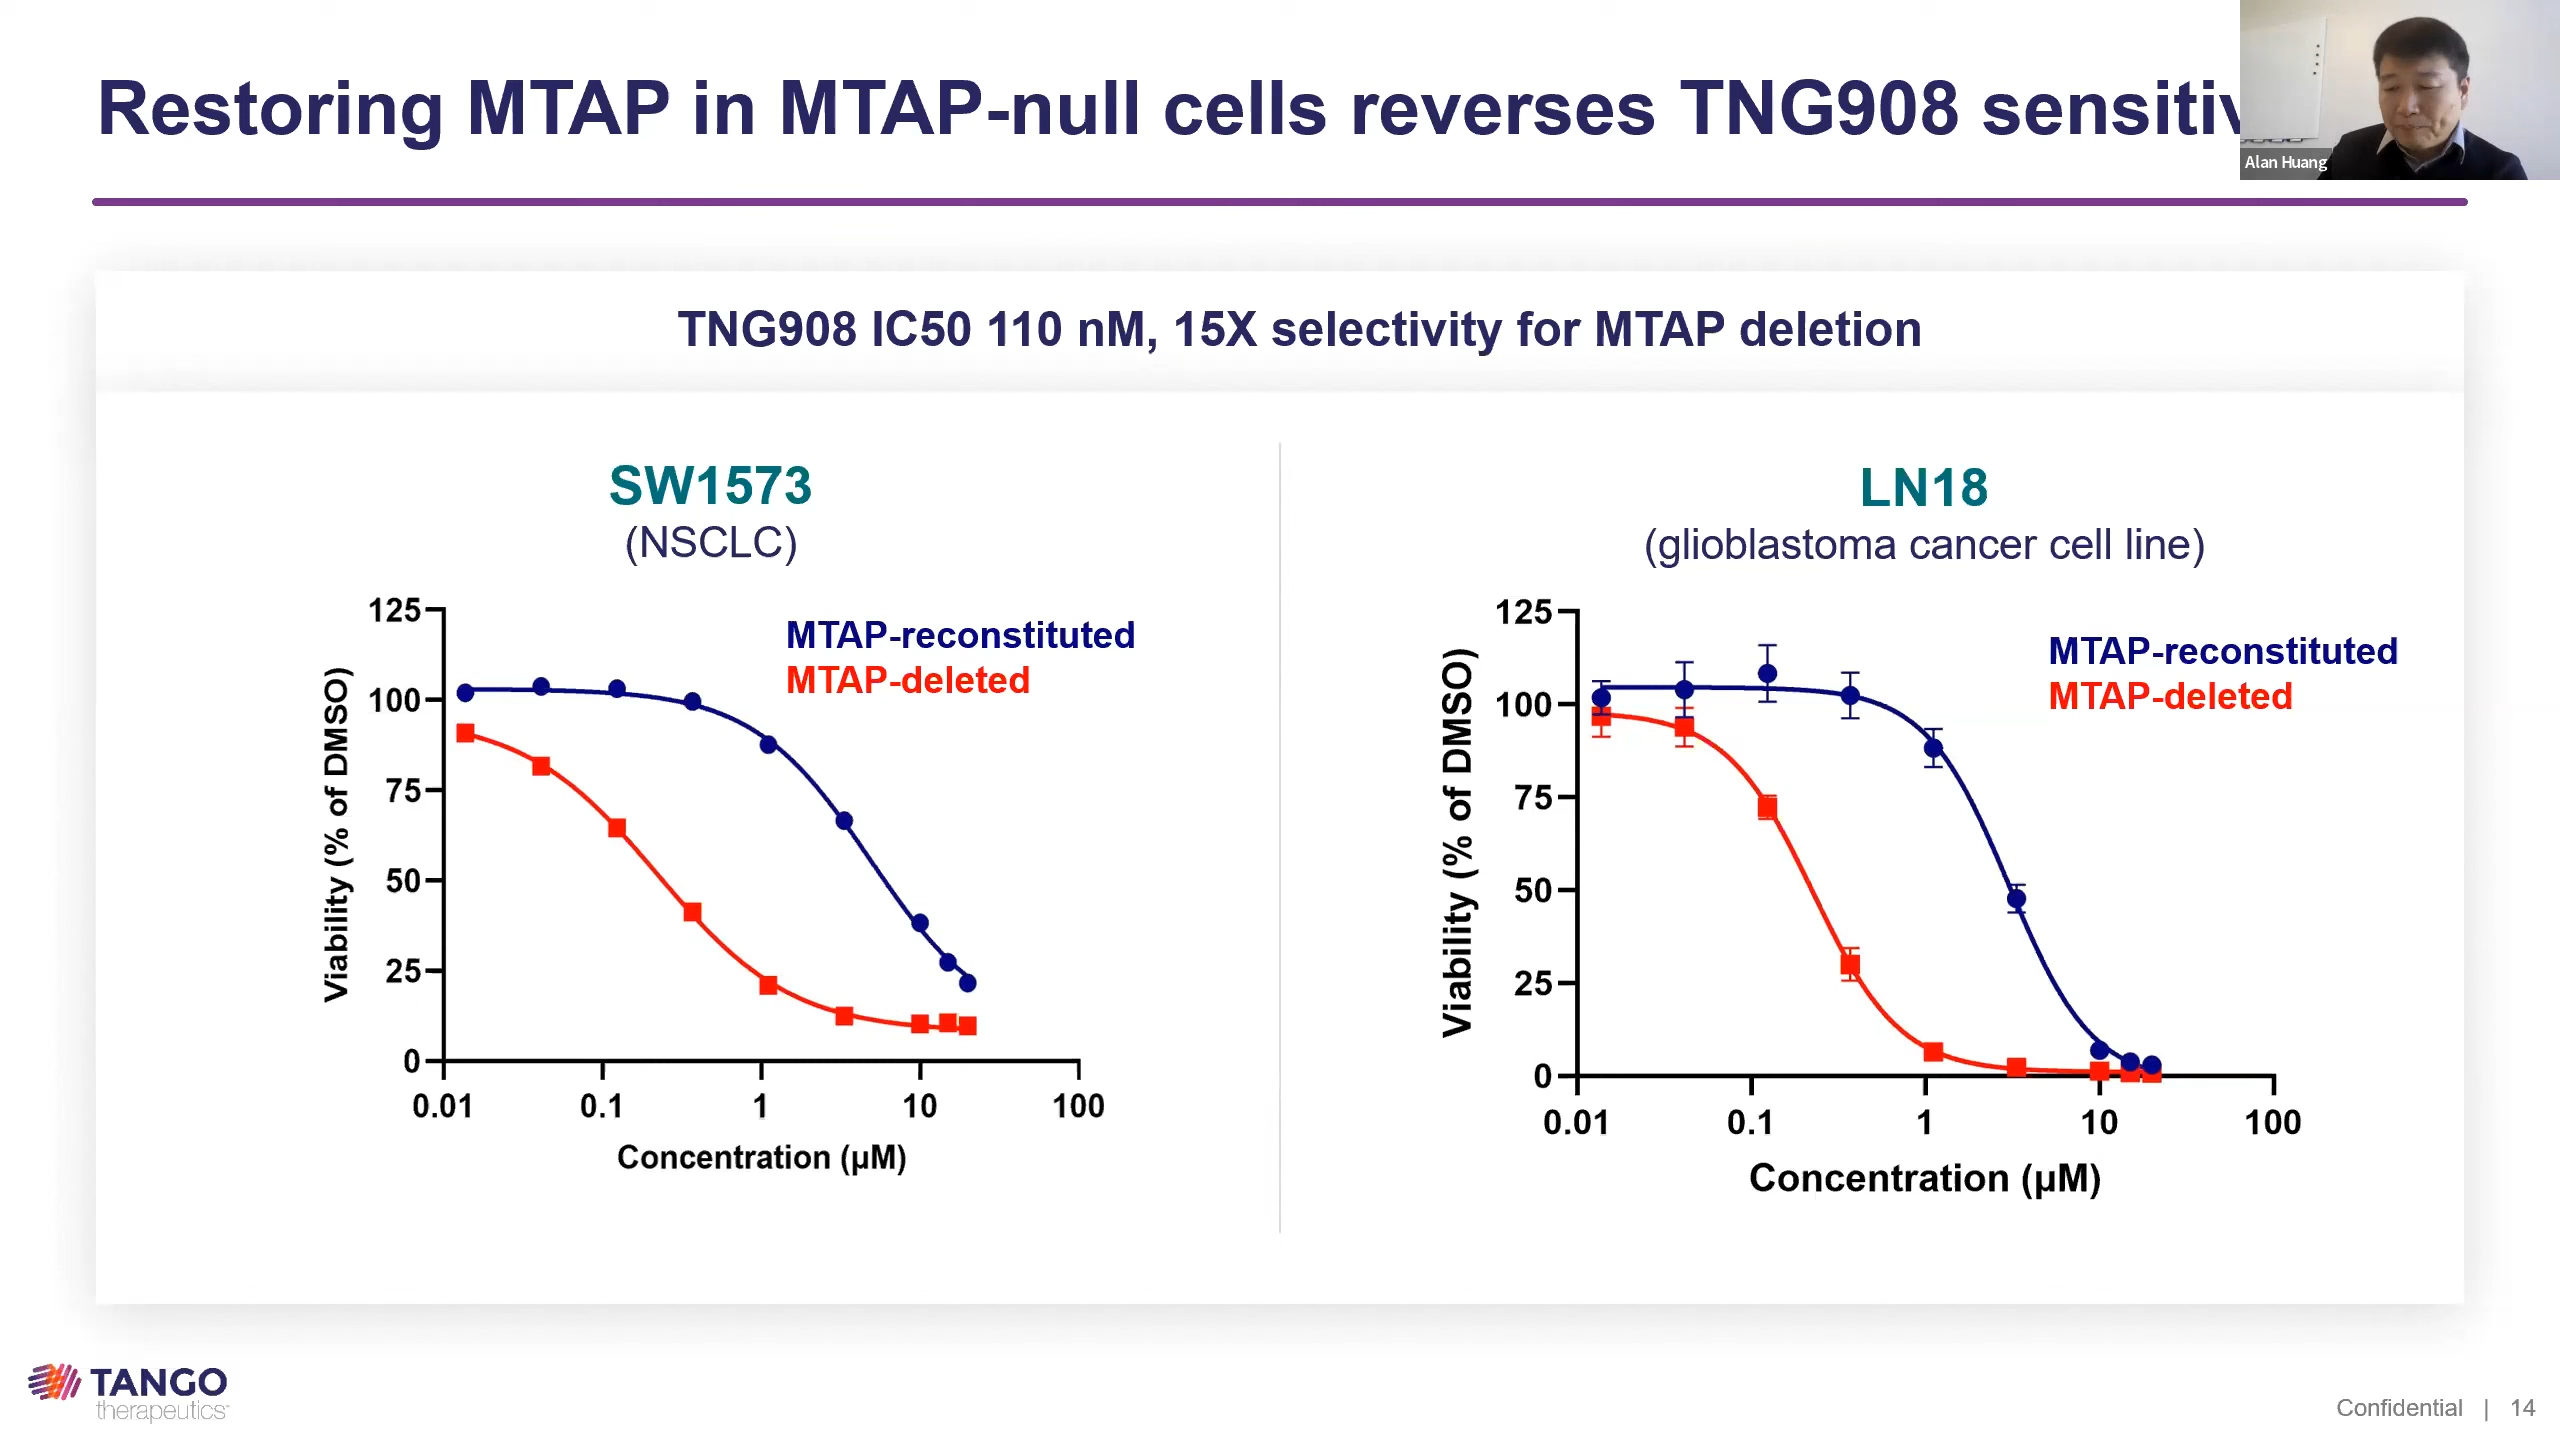 Restoring MTAP in MTAP-null cells reverses TNG908
Alan Huang
TNG908 IC50 110 nM, 15X selectivity for MTAP deletion
SW1573
(NSCLC)
125
100
75
50
25
0
Viability (% of DMSO)
MTAP-reconstituted
MTAP-deleted
0.01 0.1 1 10 100
Concentration (µM)
LN18
(glioblastoma cancer cell line)
125
100
75
50
25
0
Viability (% of DMSO)
MTAP-reconstituted
MTAP-deleted
0.01 0.1 1 10 100
Concentration (µM)
TANGO
therapeutics
Confidential | 14